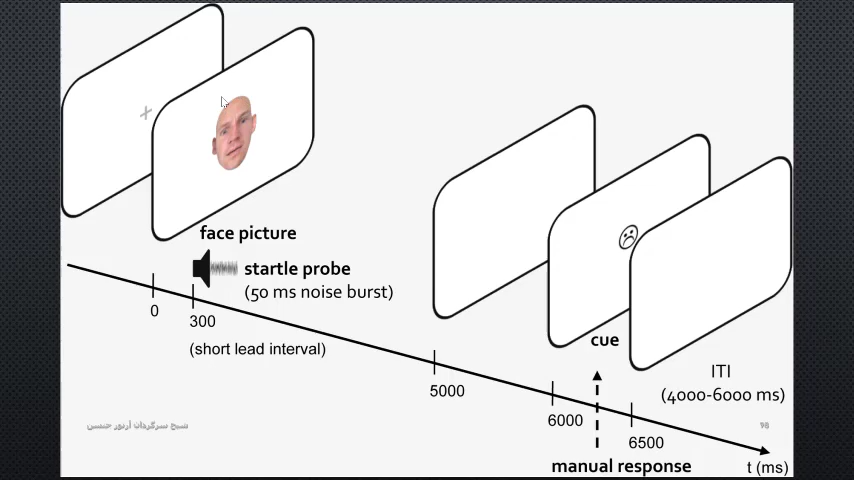 face picture
startle probe
(50 ms noise burst)
0
300
(short lead interval)
cue
5000
ITI
(4000-6000 ms)
6000
6500
manual response
t (ms)
98